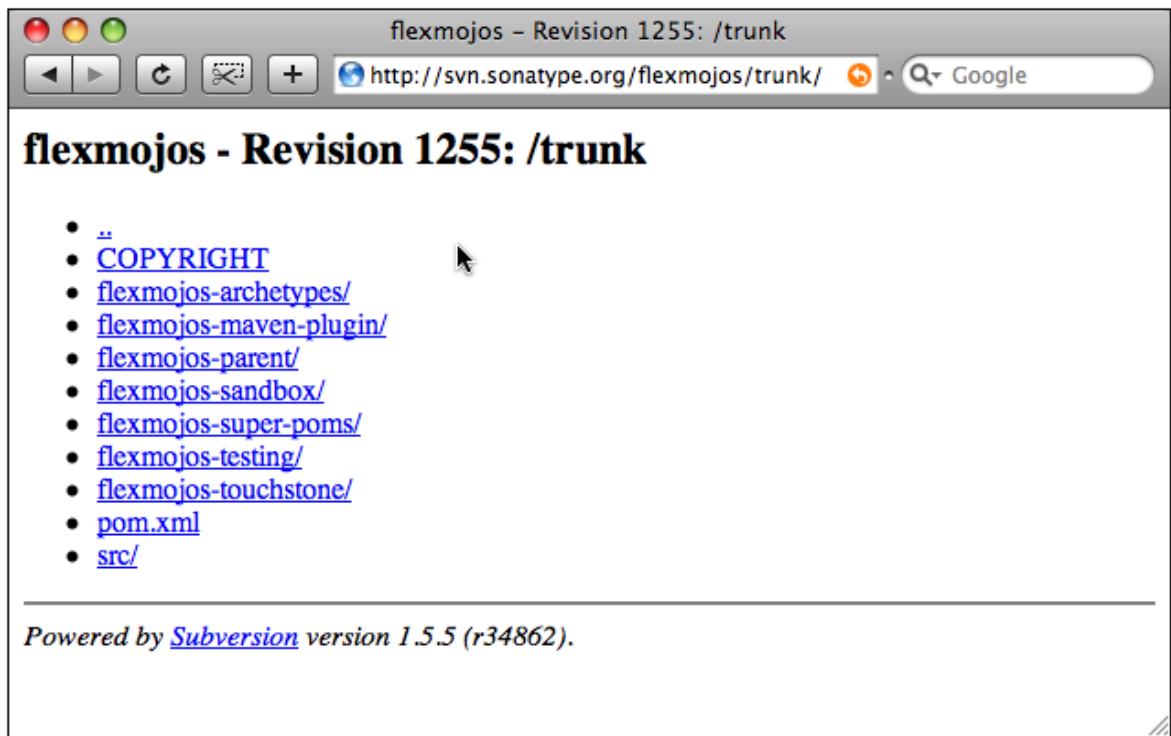 flexmojos – Revision 1255: /trunk
http://svn.sonatype.org/flexmojos/trunk/
Google
flexmojos - Revision 1255: /trunk
..
COPYRIGHT
flexmojos-archetypes/
flexmojos-maven-plugin/
flexmojos-parent/
flexmojos-sandbox/
flexmojos-super-poms/
flexmojos-testing/
flexmojos-touchstone/
pom.xml
src/
Powered by Subversion version 1.5.5 (r34862).